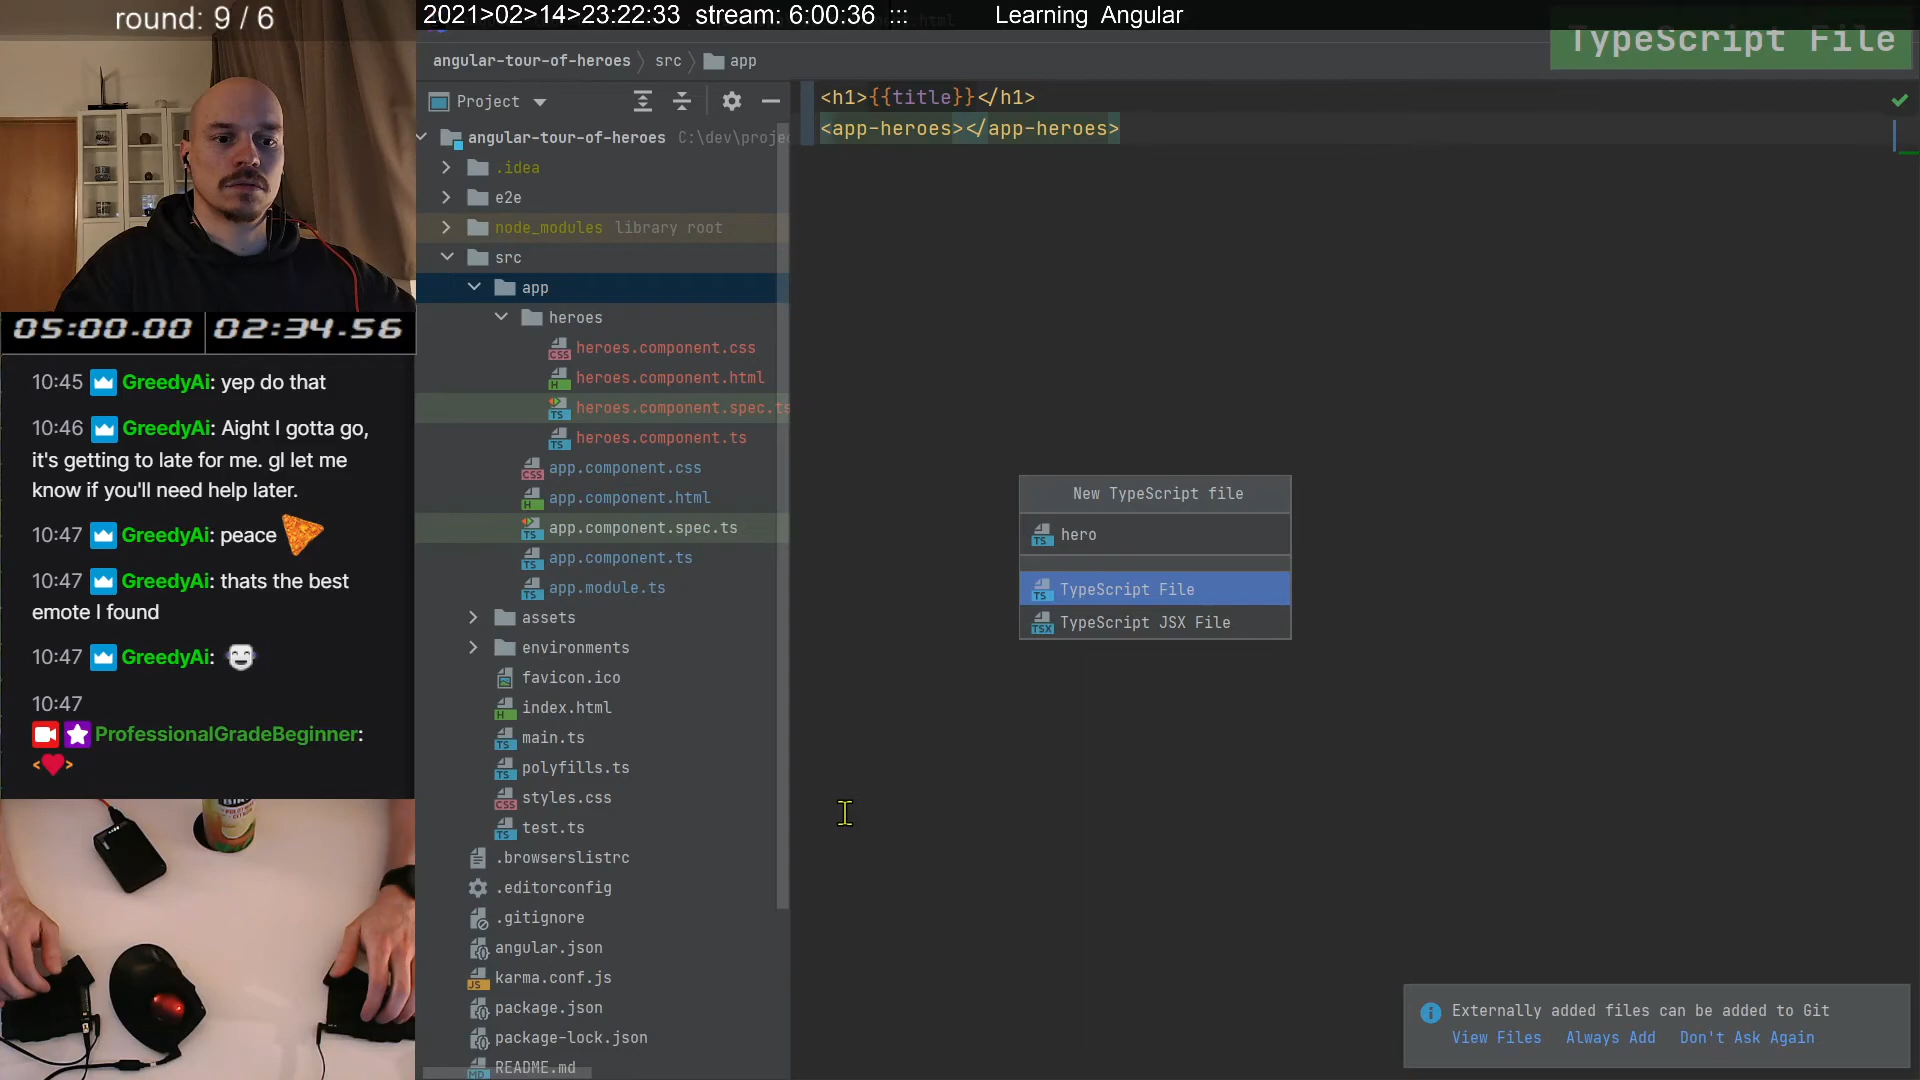 round: 9 / 6
2021>02>14>23:22:33 stream: 6:00:36 ::: Learning Angular
TypeScript File
angular-tour-of-heroes src app
Project
angular-tour-of-heroes C:\dev\proje
.idea
e2e
node_modules library root
src
app
heroes
heroes.component.css
heroes.component.html
heroes.component.spec.ts
heroes.component.ts
app.component.css
app.component.html
app.component.spec.ts
app.component.ts
app.module.ts
assets
environments
favicon.ico
index.html
main.ts
polyfills.ts
styles.css
test.ts
.browserslistrc
.editorconfig
.gitignore
angular.json
karma.conf.js
package.json
package-lock.json
README.md
<h1>{{title}}</h1>
<app-heroes></app-heroes>
New TypeScript file
hero
TypeScript File
TypeScript JSX File
Externally added files can be added to Git
View Files Always Add Don't Ask Again
05:00.00 02:34.56
10:45 GreedyAi: yep do that
10:46 GreedyAi: Aight I gotta go,
it's getting to late for me. gl let me
know if you'll need help later.
10:47 GreedyAi: peace
10:47 GreedyAi: thats the best
emote I found
10:47 GreedyAi:
10:47
ProfessionalGradeBeginner: